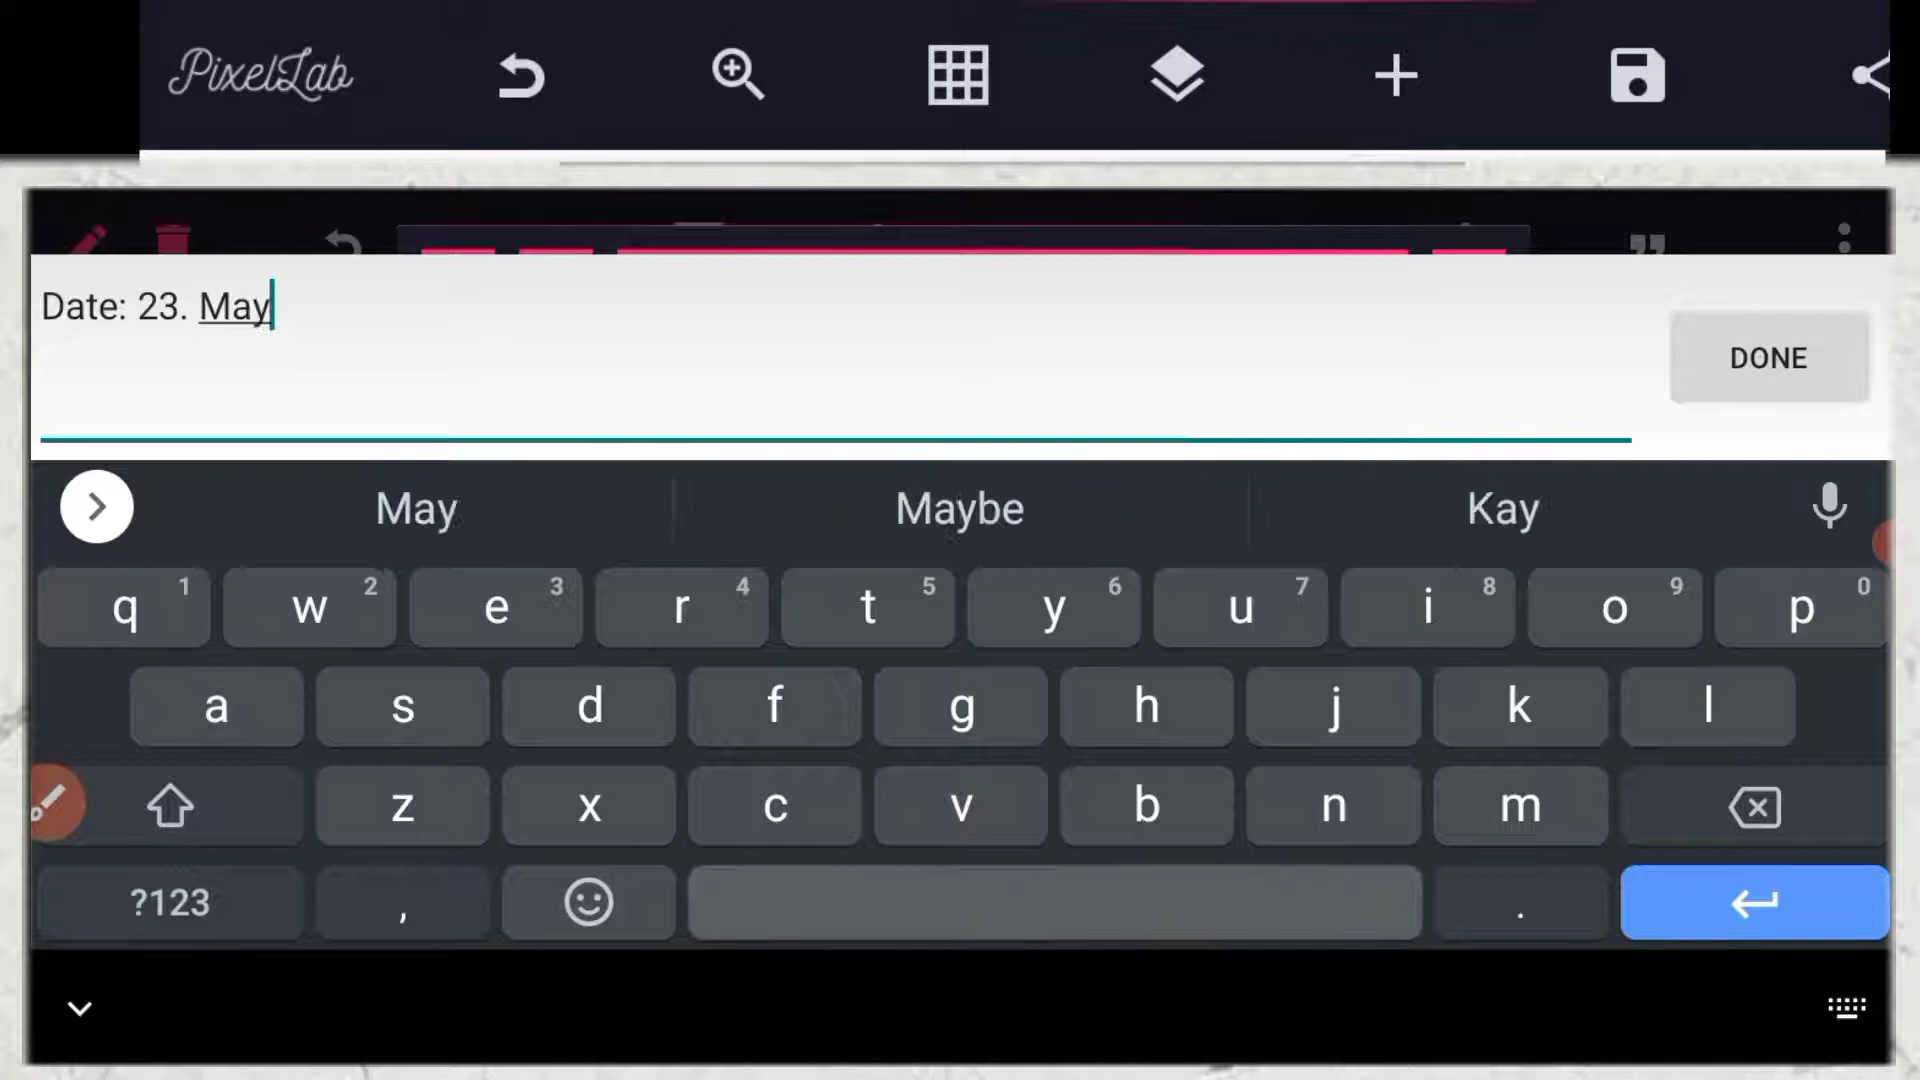 PixelLab
Date: 23. May
DONE
May Maybe Kay
q 1 w 2 e 3 r 4 t 5 y 6 u 7 i 8 o 9 p 0
a s d f g h j k l
z x c v b n m
?123 , .